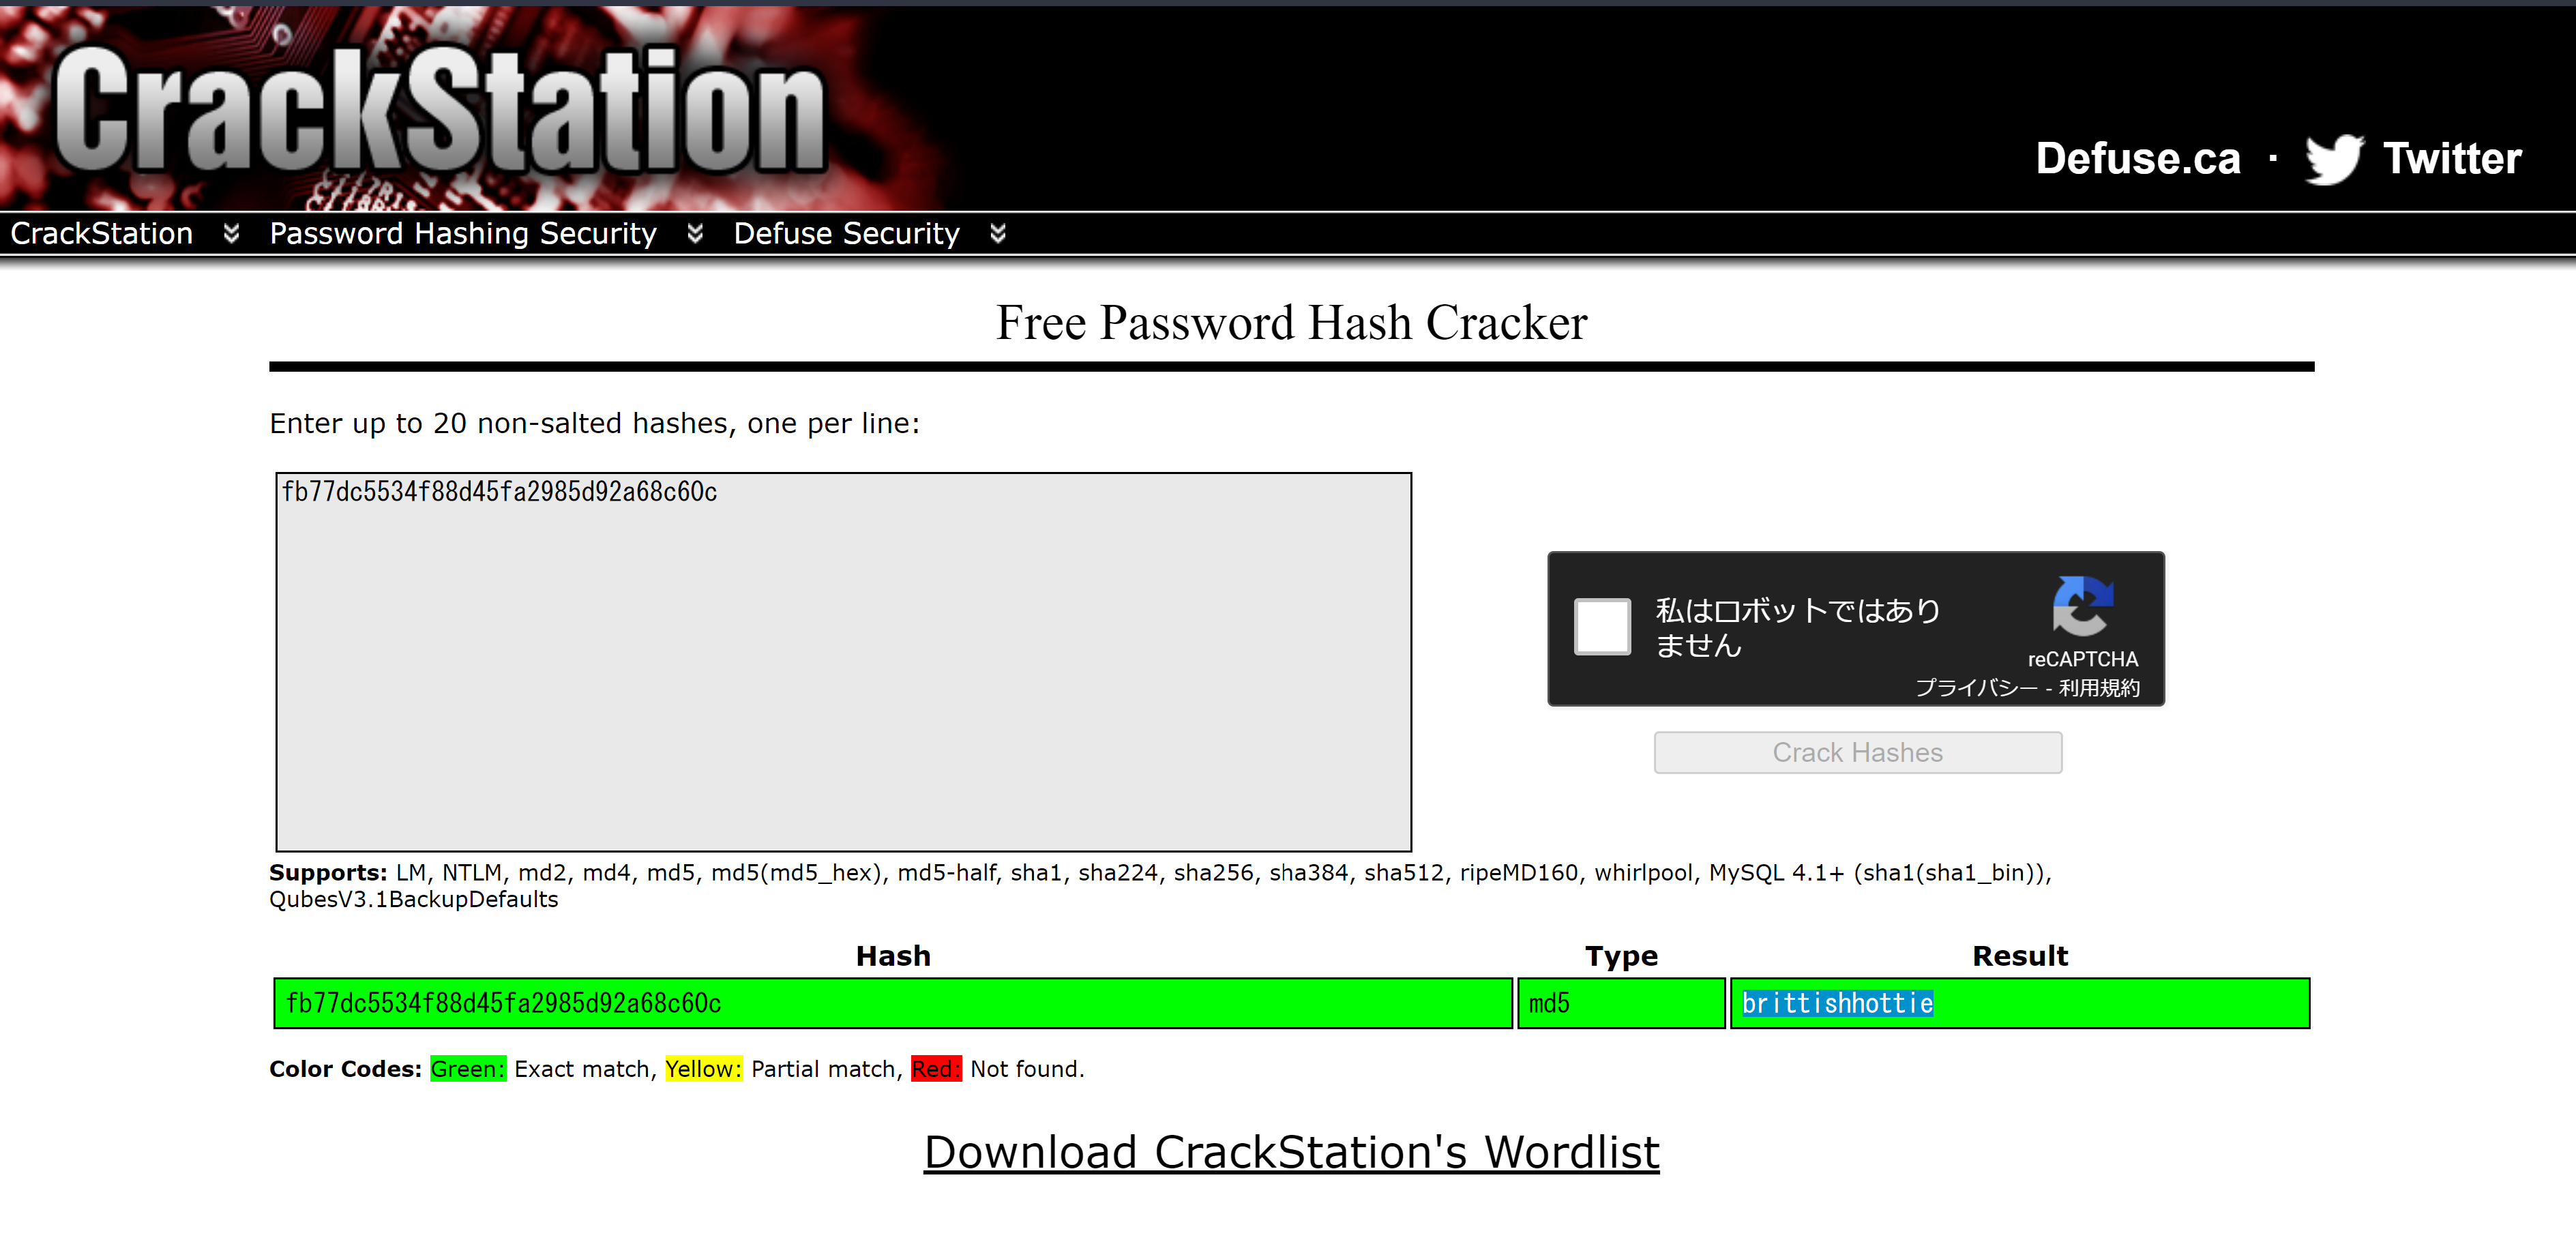 CrackStation
Defuse.ca · Twitter
CrackStation Password Hashing Security Defuse Security
Free Password Hash Cracker
Enter up to 20 non-salted hashes, one per line:
fb77dc5534f88d45fa2985d92a68c60c
私はロボットではあり
ません
reCAPTCHA
プライバシー - 利用規約
Crack Hashes
Supports: LM, NTLM, md2, md4, md5, md5(md5_hex), md5-half, sha1, sha224, sha256, sha384, sha512, ripeMD160, whirlpool, MySQL 4.1+ (sha1(sha1_bin)),
QubesV3.1BackupDefaults
Hash Type Result
fb77dc5534f88d45fa2985d92a68c60c md5 brittishhottie
Color Codes: Green: Exact match, Yellow: Partial match, Red: Not found.
Download CrackStation's Wordlist